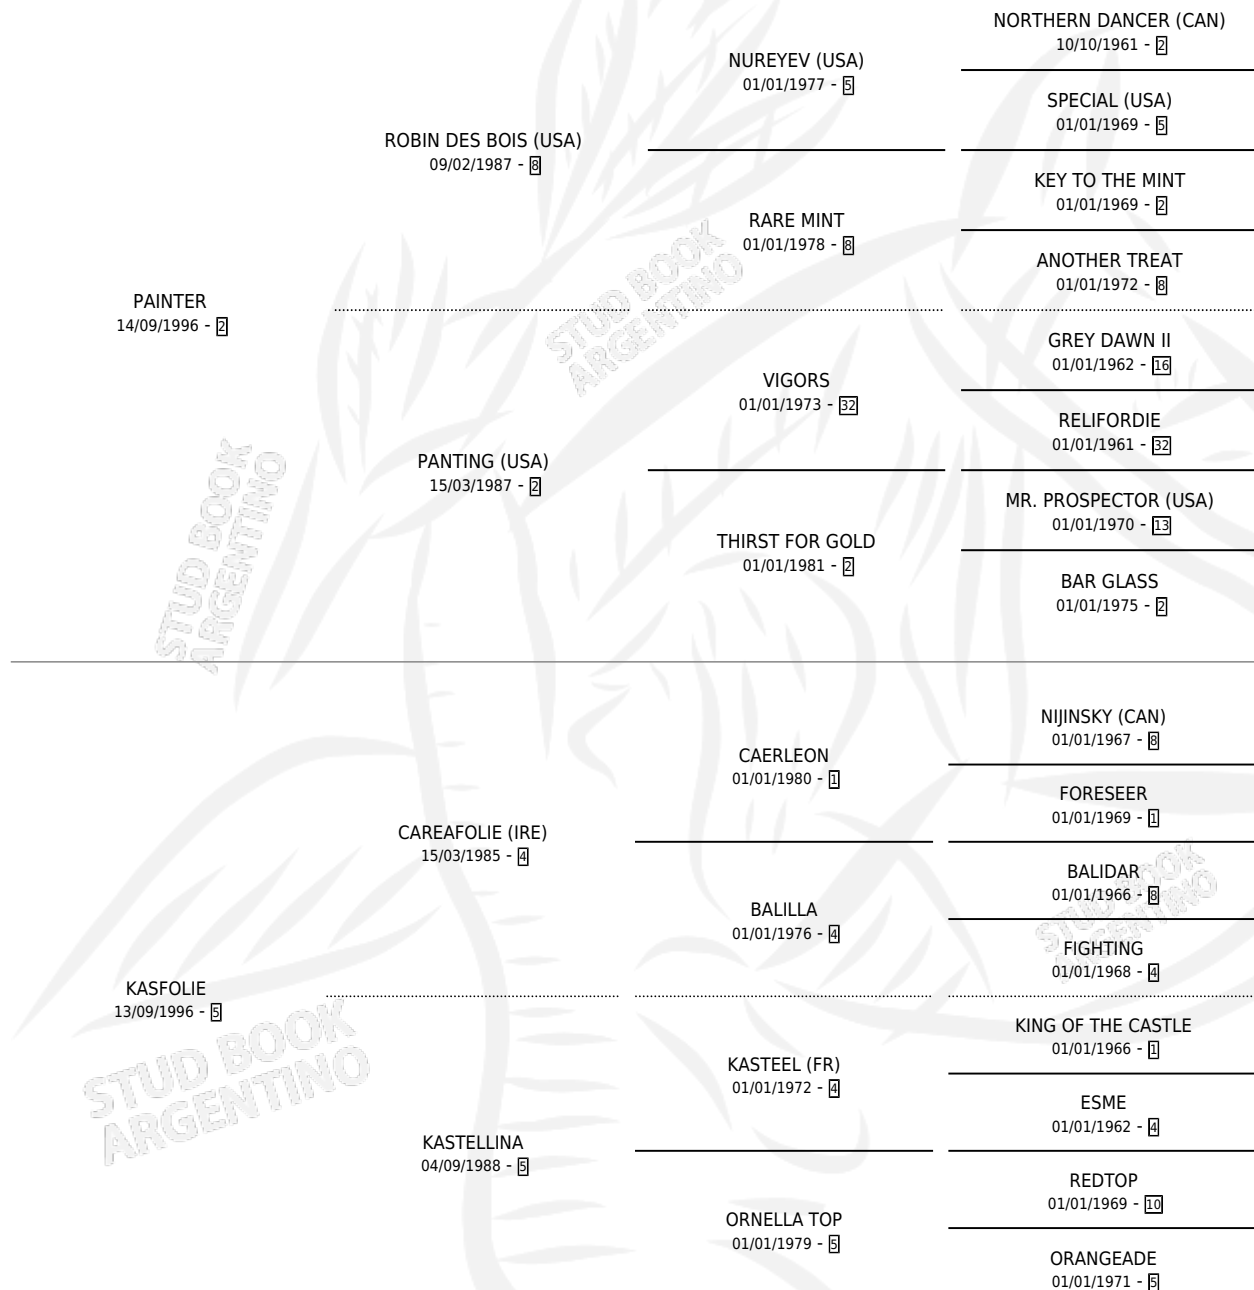 NORTHERN DANCER (CAN)
10/10/1961 - 2
NUREYEV (USA)
01/01/1977 - 5
SPECIAL (USA)
01/01/1969 - 5
ROBIN DES BOIS (USA)
09/02/1987 - 8
KEY TO THE MINT
01/01/1969 - 2
RARE MINT
01/01/1978 - 8
ANOTHER TREAT
01/01/1972 - 8
PAINTER
14/09/1996 - 2
STUD BOOK
ARGENTINO
GREY DAWN II
01/01/1962 - 16
VIGORS
01/01/1973 - 32
RELIFORDIE
01/01/1961 - 32
PANTING (USA)
15/03/1987 - 2
MR. PROSPECTOR (USA)
01/01/1970 - 13
THIRST FOR GOLD
01/01/1981 - 2
BAR GLASS
01/01/1975 - 2
STUD BOOK
ARGENTINO
NIJINSKY (CAN)
01/01/1967 - 8
CAERLEON
01/01/1980 - 1
FORESEER
01/01/1969 - 1
CAREAFOLIE (IRE)
15/03/1985 - 4
BALIDAR
01/01/1966 - 8
BALILLA
01/01/1976 - 4
FIGHTING
01/01/1968 - 4
STUD BOOK
ARGENTINO
KASFOLIE
13/09/1996 - 5
STUD BOOK
ARGENTINO
KING OF THE CASTLE
01/01/1966 - 1
KASTEEL (FR)
01/01/1972 - 4
ESME
01/01/1962 - 4
KASTELLINA
04/09/1988 - 5
REDTOP
01/01/1969 - 10
ORNELLA TOP
01/01/1979 - 5
ORANGEADE
01/01/1971 - 5